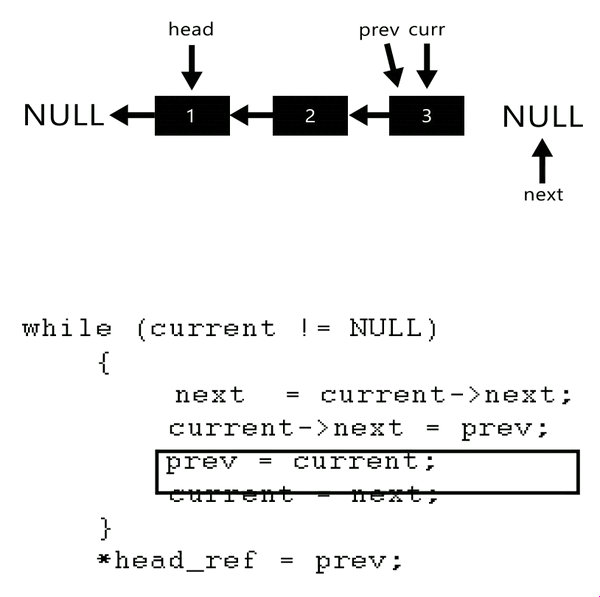 head
prev curr
NULL 1 2 3 NULL
next
while (current != NULL)
{
next = current->next;
current->next = prev;
prev = current;
current = next;
}
*head_ref = prev;